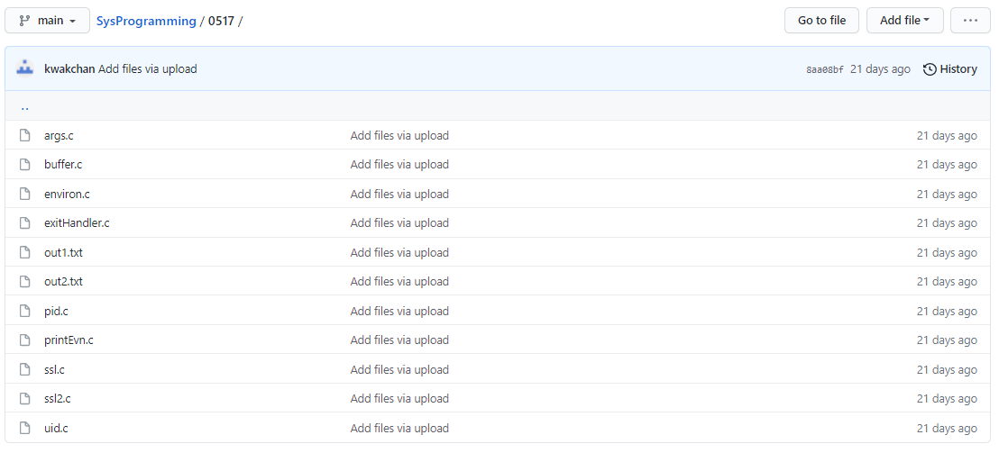 main SysProgramming / 0517 / Go to file Add file ...
kwakchan Add files via upload 8aa08bf 21 days ago History
..
args.c Add files via upload 21 days ago
buffer.c Add files via upload 21 days ago
environ.c Add files via upload 21 days ago
exitHandler.c Add files via upload 21 days ago
out1.txt Add files via upload 21 days ago
out2.txt Add files via upload 21 days ago
pid.c Add files via upload 21 days ago
printEvn.c Add files via upload 21 days ago
ssl.c Add files via upload 21 days ago
ssl2.c Add files via upload 21 days ago
uid.c Add files via upload 21 days ago